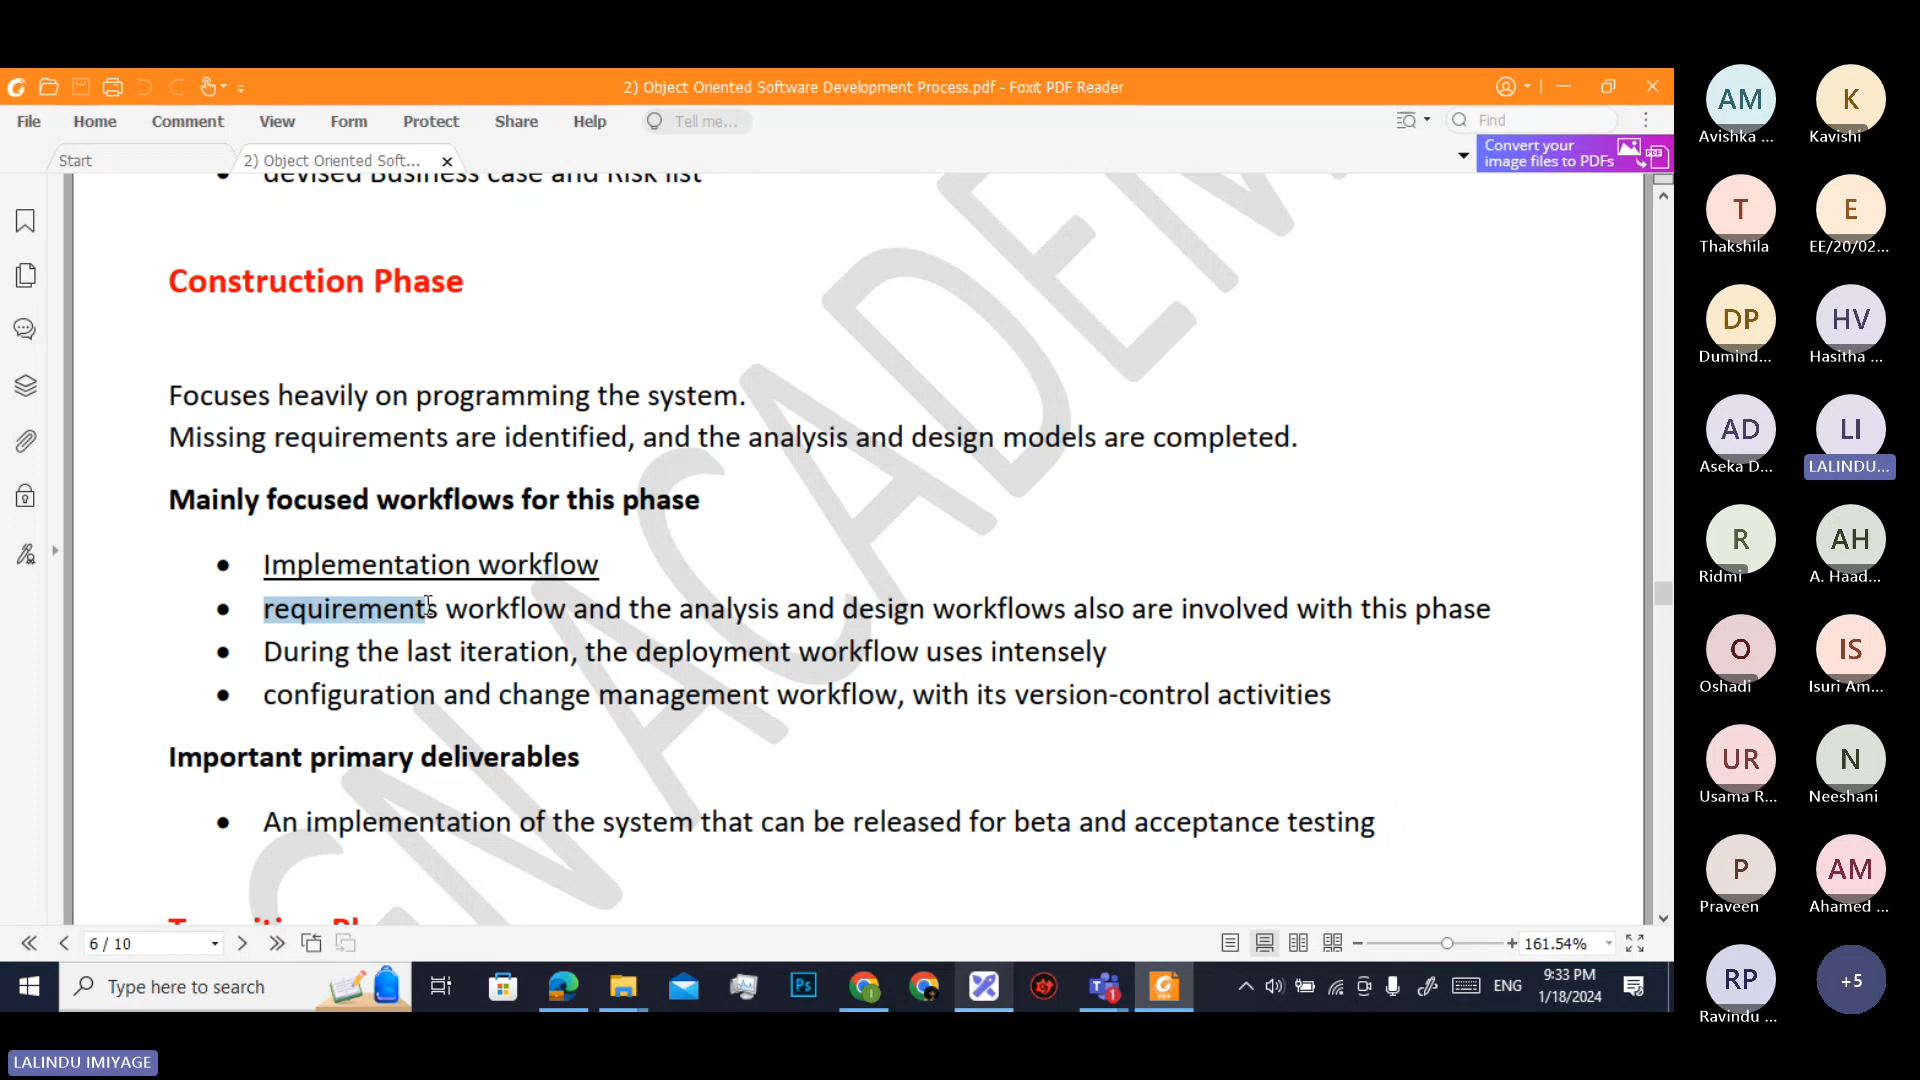 2) Object Oriented Software Development Process.pdf - Foxit PDF Reader
File Home Comment View Form Protect Share Help Tell me... Find
Start
2) Object Oriented Soft...
Convert your
image files to PDFs
PDF
devised Business case and Risk list
Construction Phase
Focuses heavily on programming the system.
Missing requirements are identified, and the analysis and design models are completed.
Mainly focused workflows for this phase
• Implementation workflow
• requirements workflow and the analysis and design workflows also are involved with this phase
• During the last iteration, the deployment workflow uses intensely
• configuration and change management workflow, with its version-control activities
Important primary deliverables
• An implementation of the system that can be released for beta and acceptance testing
GN ACADEM
6 / 10
161.54%
Type here to search
Ps
ENG
9:33 PM
1/18/2024
AM
Avishka ...
K
Kavishi
T
Thakshila
E
EE/20/02...
DP
Dumind...
HV
Hasitha ...
AD
Aseka D...
LI
LALINDU...
R
Ridmi
AH
A. Haad...
O
Oshadi
IS
Isuri Am...
UR
Usama R...
N
Neeshani
P
Praveen
AM
Ahamed ...
RP
Ravindu ...
+5
LALINDU IMIYAGE